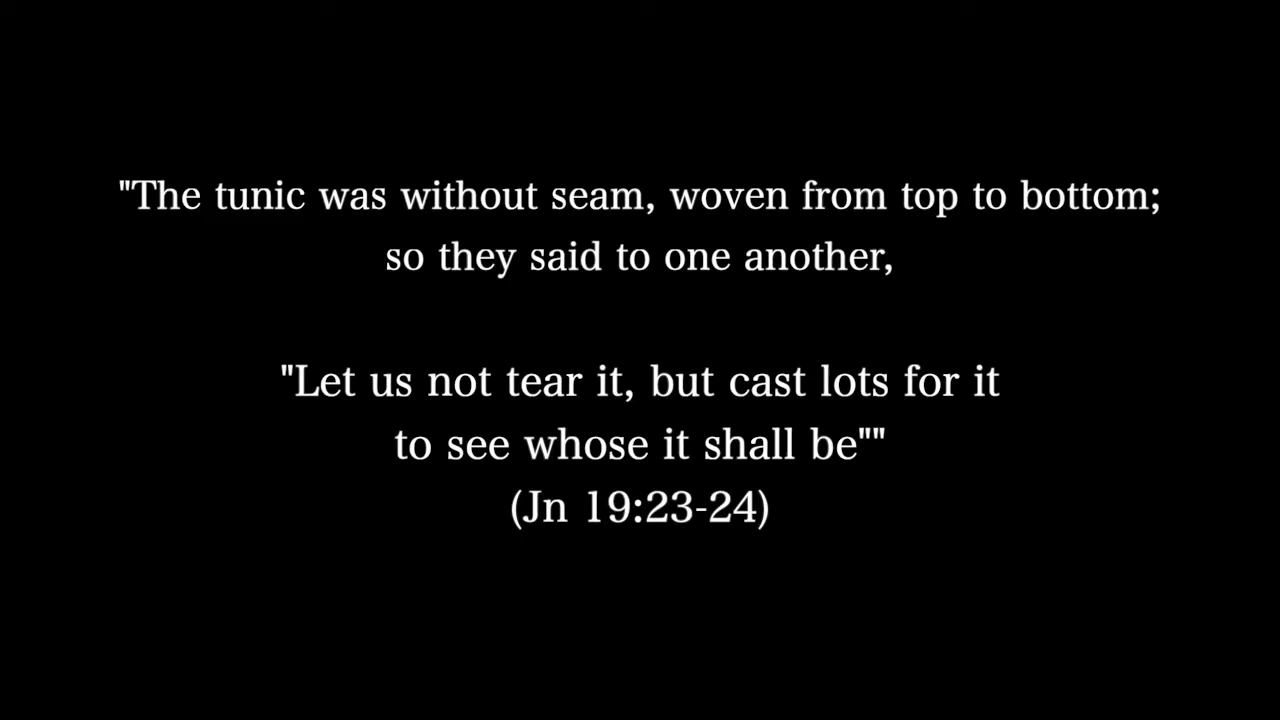 "The tunic was without seam, woven from top to bottom;
so they said to one another,
"Let us not tear it, but cast lots for it
to see whose it shall be""
(Jn 19:23-24)